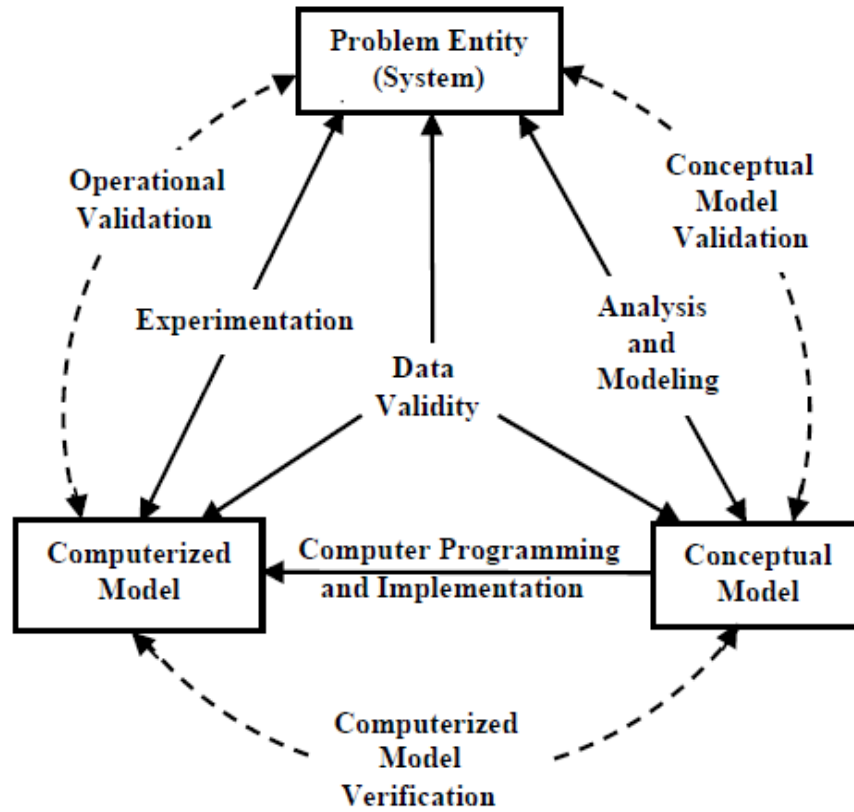 Problem Entity
(System)
Operational
Validation
Conceptual
Model
Validation
Experimentation
Analysis
and
Modeling
Data
Validity
Computerized
Model
Computer Programming
and Implementation
Conceptual
Model
Computerized
Model
Verification